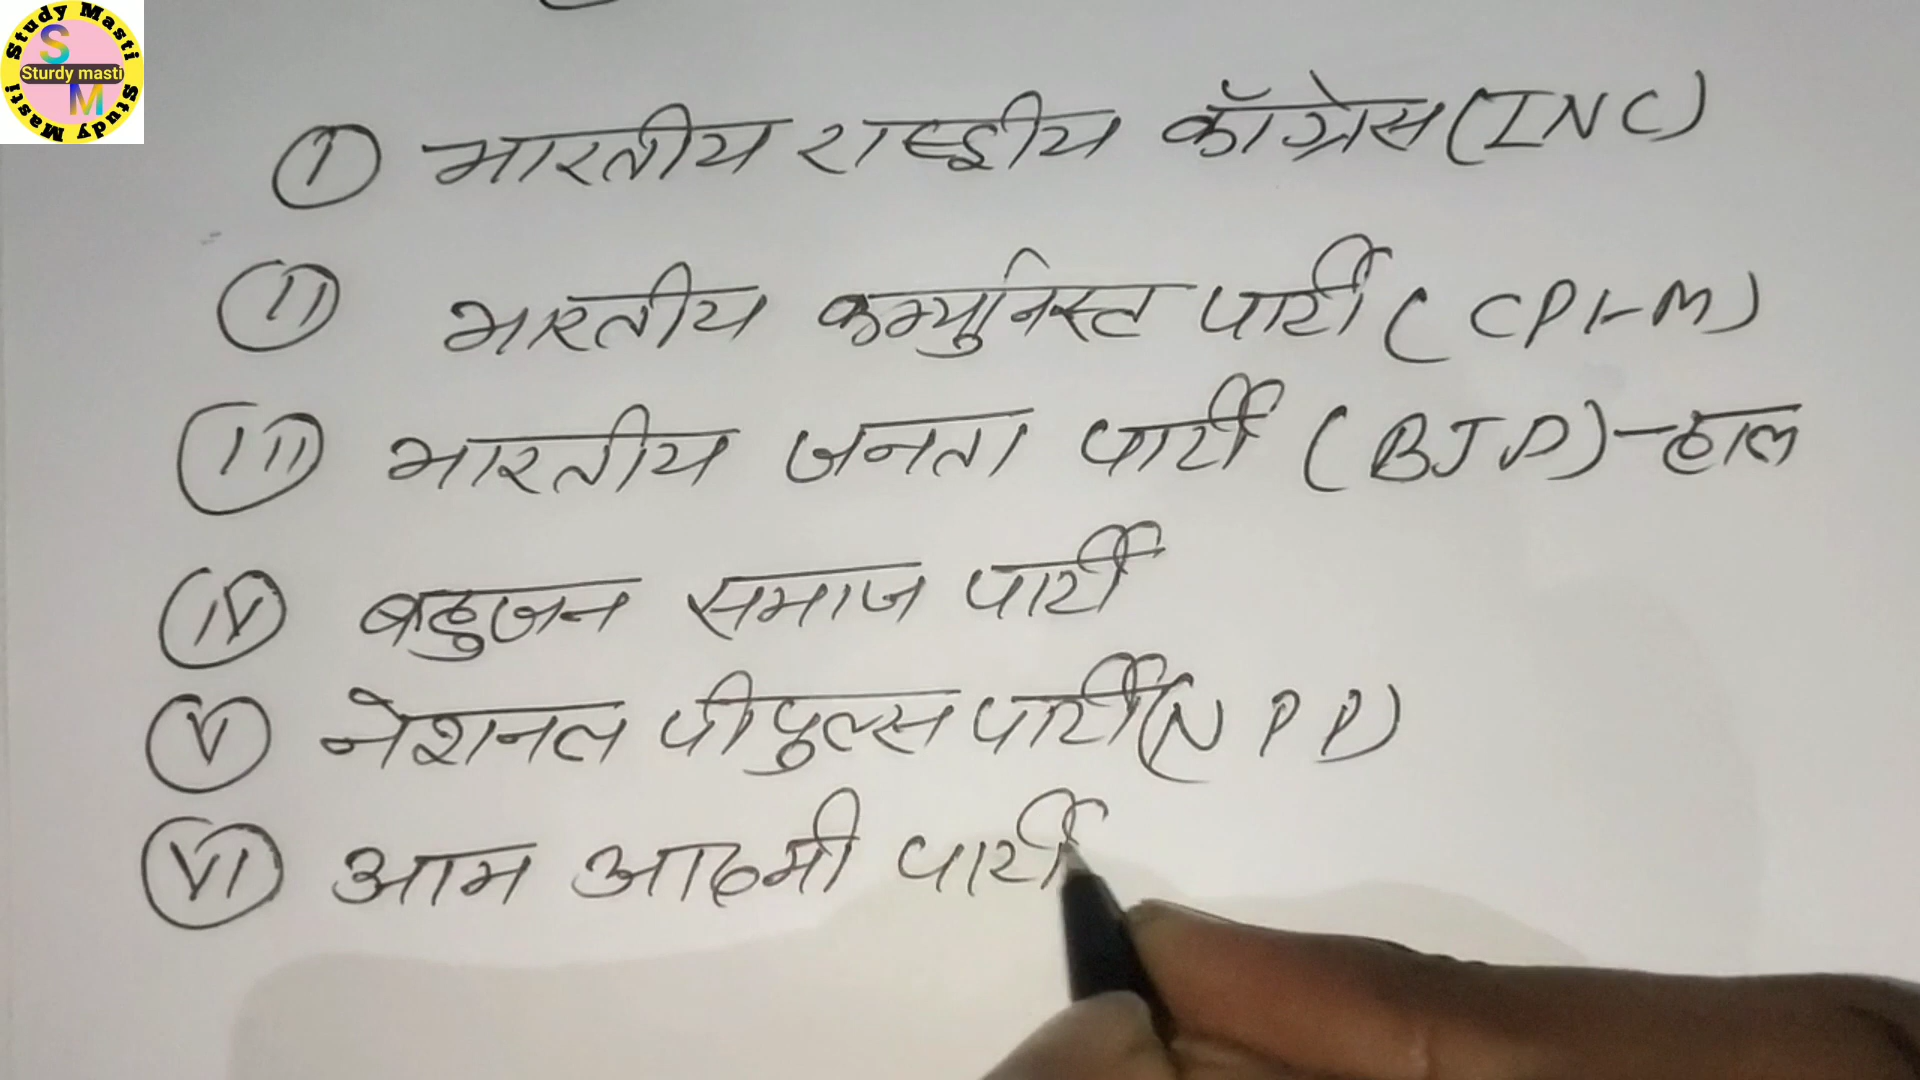 Study Masti
S
Sturdy masti
M
Study Masti
I भारतीय राष्ट्रीय काँग्रेस (INC)
II भारतीय कम्युनिस्ट पार्टी (CPI-M)
III भारतीय जनता पार्टी (BJP)-हाल
IV बहुजन समाज पार्टी
V नेशनल पीपुल्स पार्टी (NPP)
VI आम आदमी पार्टी